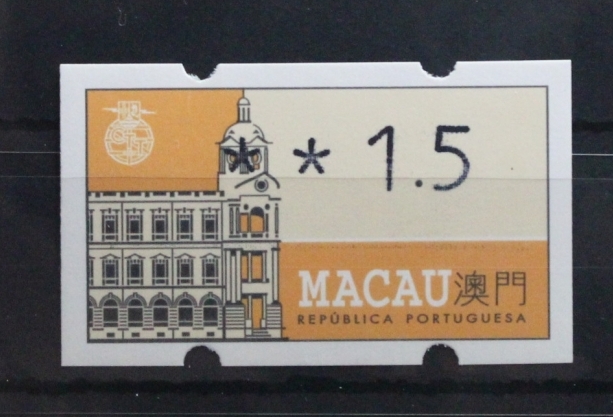 * * 1.5
MACAU澳門
REPÚBLICA PORTUGUESA